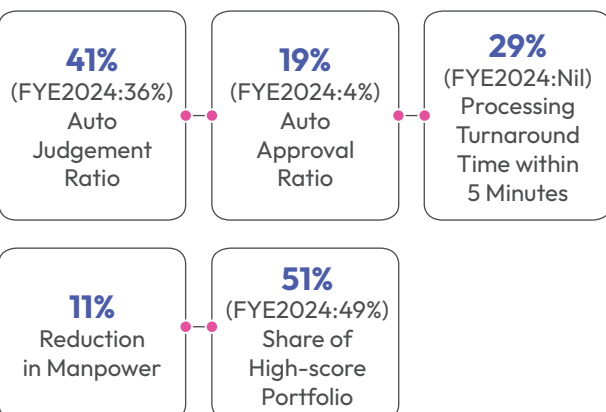 41%
(FYE2024:36%)
Auto
Judgement
Ratio
19%
(FYE2024:4%)
Auto
Approval
Ratio
29%
(FYE2024:Nil)
Processing
Turnaround
Time within
5 Minutes
11%
Reduction
in Manpower
51%
(FYE2024:49%)
Share of
High-score
Portfolio